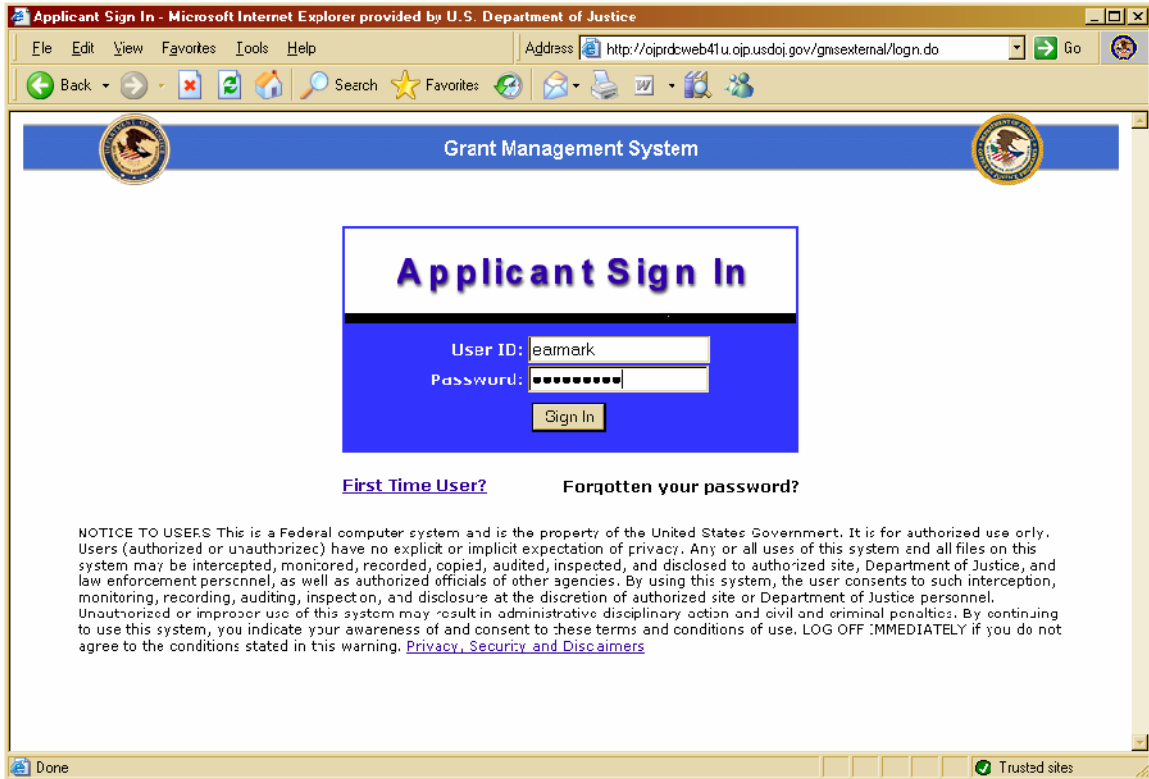 Applicant Sign In - Microsoft Internet Explorer provided by U.S. Department of Justice
File Edit View Favorites Tools Help Address http://ojprdcweb41u.ojp.usdoj.gov/gmsexternal/login.do Go
Back Search Favorites
Grant Management System
Applicant Sign In
User ID: earmark
Password: •••••••••
Sign In
First Time User? Forgotten your password?
NOTICE TO USERS This is a Federal computer system and is the property of the United States Government. It is for authorized use only.
Users (authorized or unauthorized) have no explicit or implicit expectation of privacy. Any or all uses of this system and all files on this
system may be intercepted, monitored, recorded, copied, audited, inspected, and disclosed to authorized site, Department of Justice, and
law enforcement personnel, as well as authorized officials of other agencies. By using this system, the user consents to such interception,
monitoring, recording, auditing, inspection, and disclosure at the discretion of authorized site or Department of Justice personnel.
Unauthorized or improper use of this system may result in administrative disciplinary action and civil and criminal penalties. By continuing
to use this system, you indicate your awareness of and consent to these terms and conditions of use. LOG OFF IMMEDIATELY if you do not
agree to the conditions stated in this warning. Privacy, Security and Disclaimers
Done Trusted sites